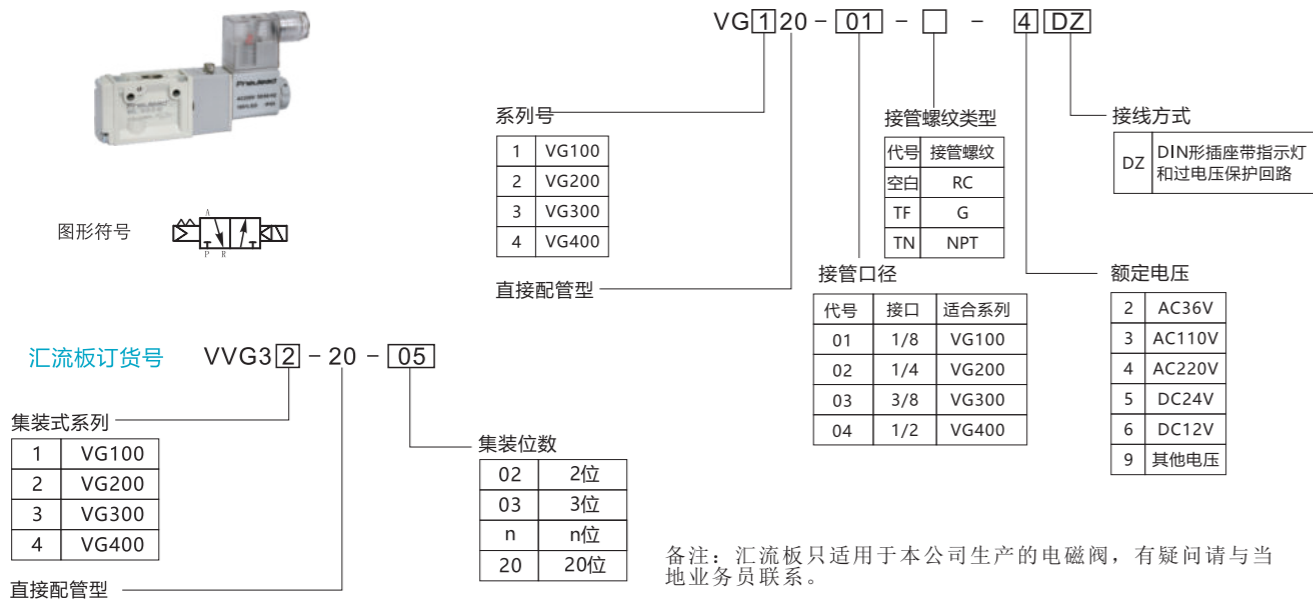 VG 1 20 - 01 - □ - 4 DZ
Pneulead
系列号
1 VG100
2 VG200
3 VG300
4 VG400
直接配管型
接管螺纹类型
代号 接管螺纹
空白 RC
TF G
TN NPT
接线方式
DZ DIN形插座带指示灯
和过电压保护回路
接管口径
代号 接口 适合系列
01 1/8 VG100
02 1/4 VG200
03 3/8 VG300
04 1/2 VG400
额定电压
2 AC36V
3 AC110V
4 AC220V
5 DC24V
6 DC12V
9 其他电压
图形符号
A
P R
汇流板订货号 VVG3 2 - 20 - 05
集装式系列
1 VG100
2 VG200
3 VG300
4 VG400
直接配管型
集装位数
02 2位
03 3位
n n位
20 20位
备注：汇流板只适用于本公司生产的电磁阀，有疑问请与当
地业务员联系。